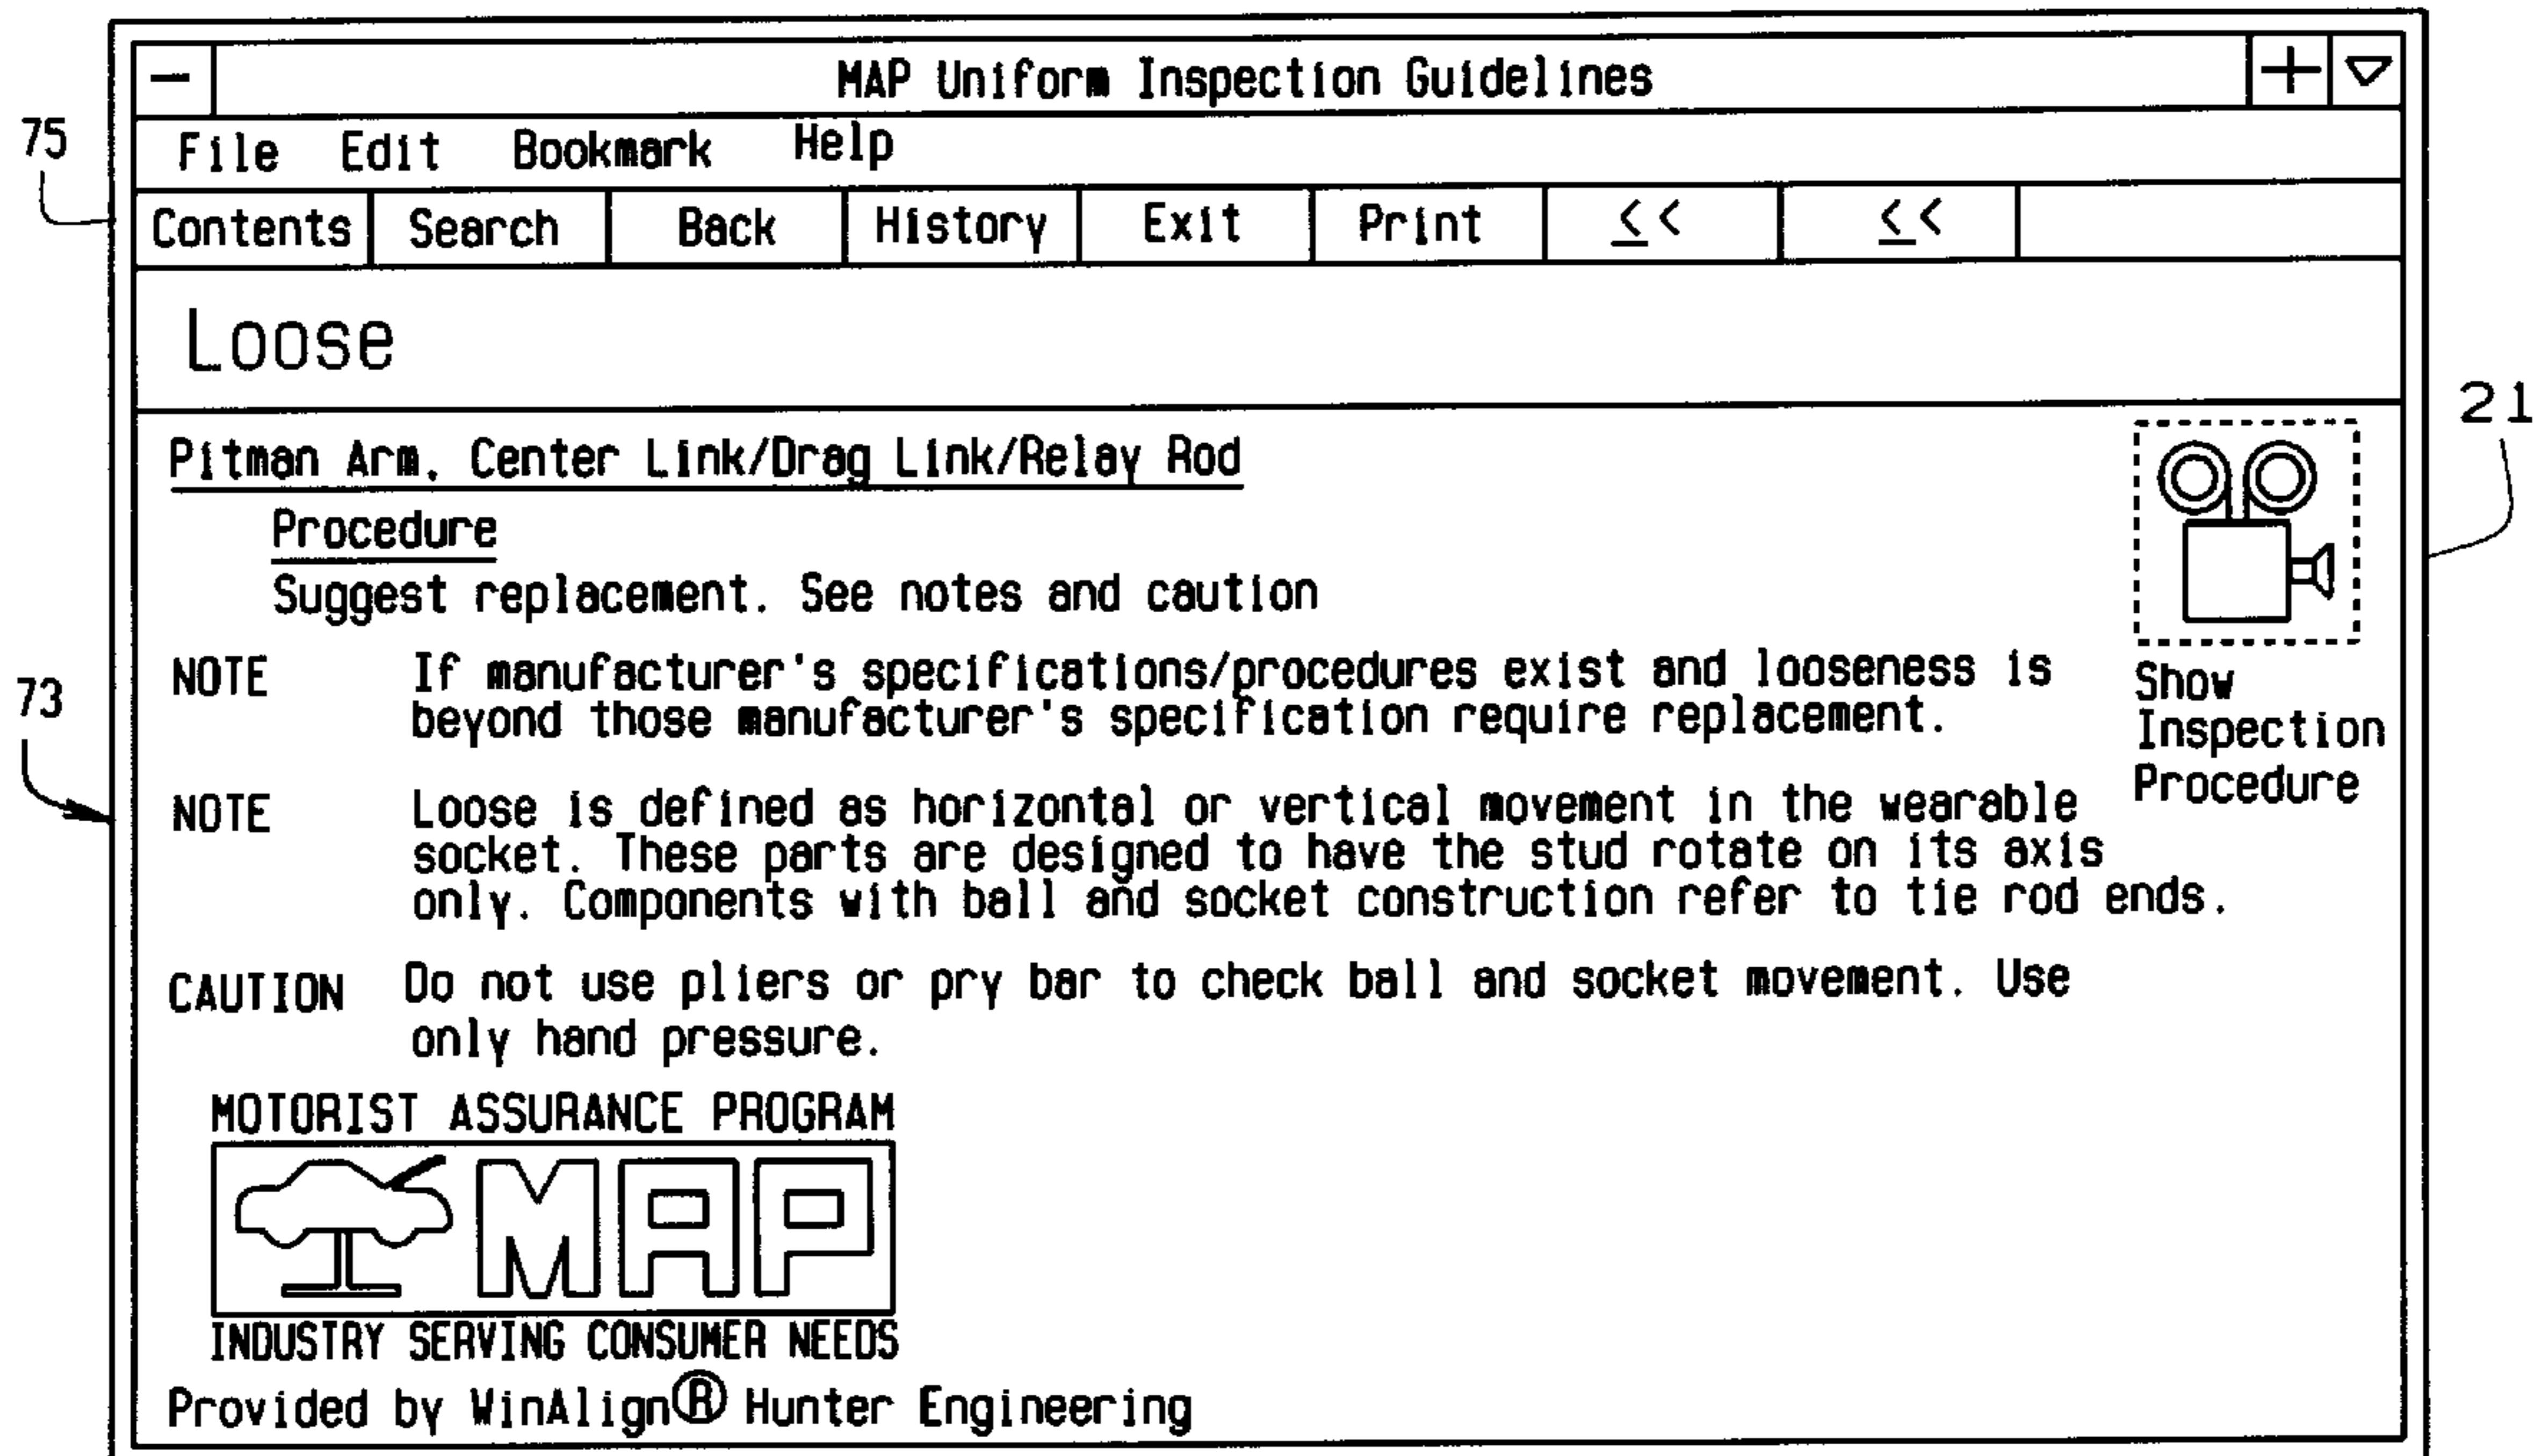 MAP Uniform Inspection Guidelines
File Edit Bookmark Help
75
Contents Search Back History Exit Print << <<
Loose
21
Pitman Arm, Center Link/Drag Link/Relay Rod
Procedure
Suggest replacement. See notes and caution
NOTE If manufacturer's specifications/procedures exist and looseness is
beyond those manufacturer's specification require replacement.
Show
Inspection
Procedure
73
NOTE Loose is defined as horizontal or vertical movement in the wearable
socket. These parts are designed to have the stud rotate on its axis
only. Components with ball and socket construction refer to tie rod ends.
CAUTION Do not use pliers or pry bar to check ball and socket movement. Use
only hand pressure.
MOTORIST ASSURANCE PROGRAM
MAP
INDUSTRY SERVING CONSUMER NEEDS
Provided by WinAlign® Hunter Engineering